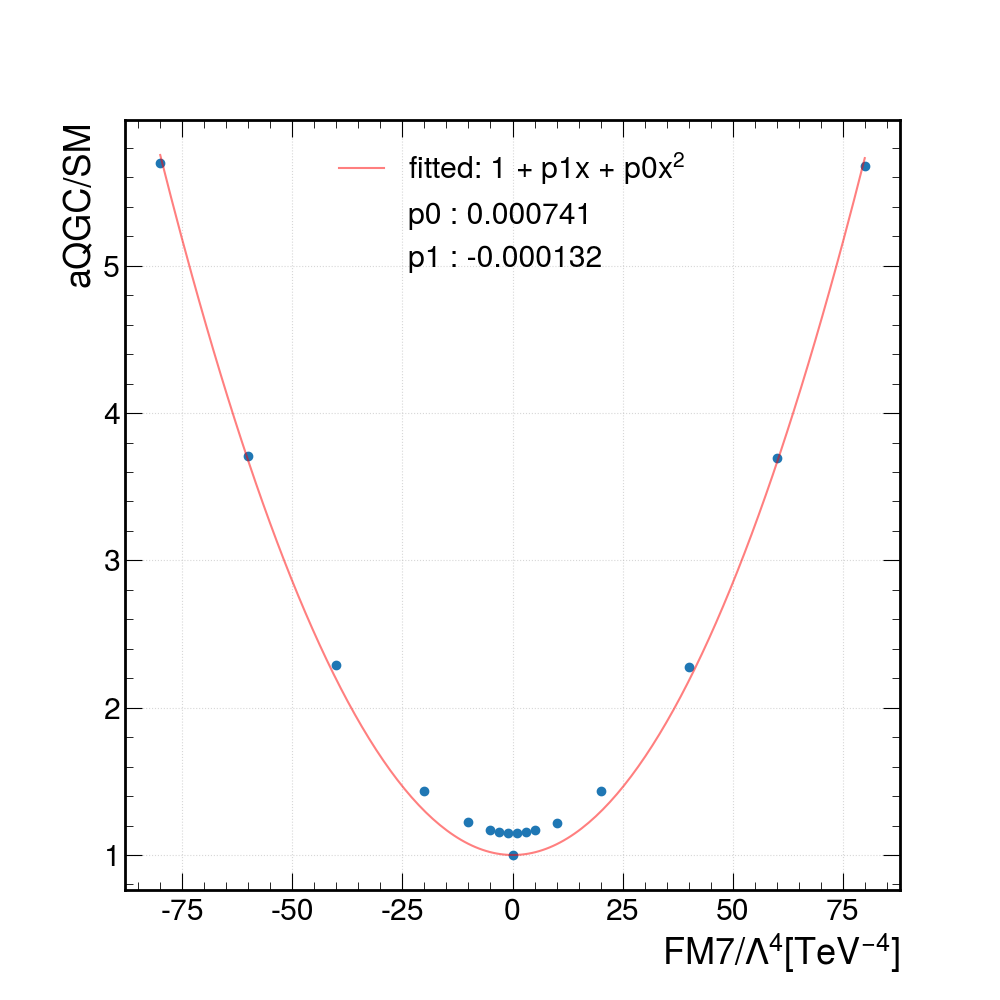 aQGC/SM
fitted: 1 + p1x + p0x²
p0 : 0.000741
p1 : -0.000132
5
4
3
2
1
-75 -50 -25 0 25 50 75
FM7/Λ⁴[TeV⁻⁴]